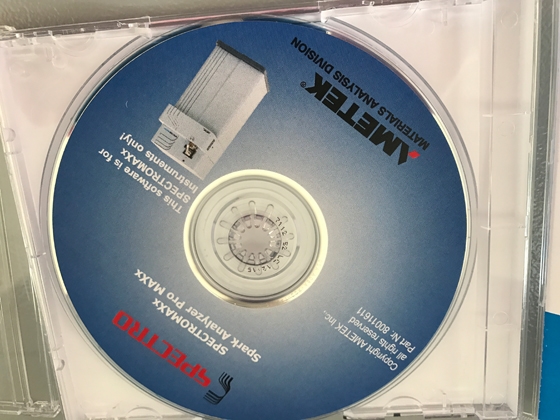 SPECTRO
SPECTROMAXx
Spark Analyzer Pro MAXx
Copyright AMETEK Inc.,
all rights reserved
Part Nr. 80011611
This software is for
SPECTROMAXx
Instruments only!
AMETEK®
MATERIALS ANALYSIS DIVISION